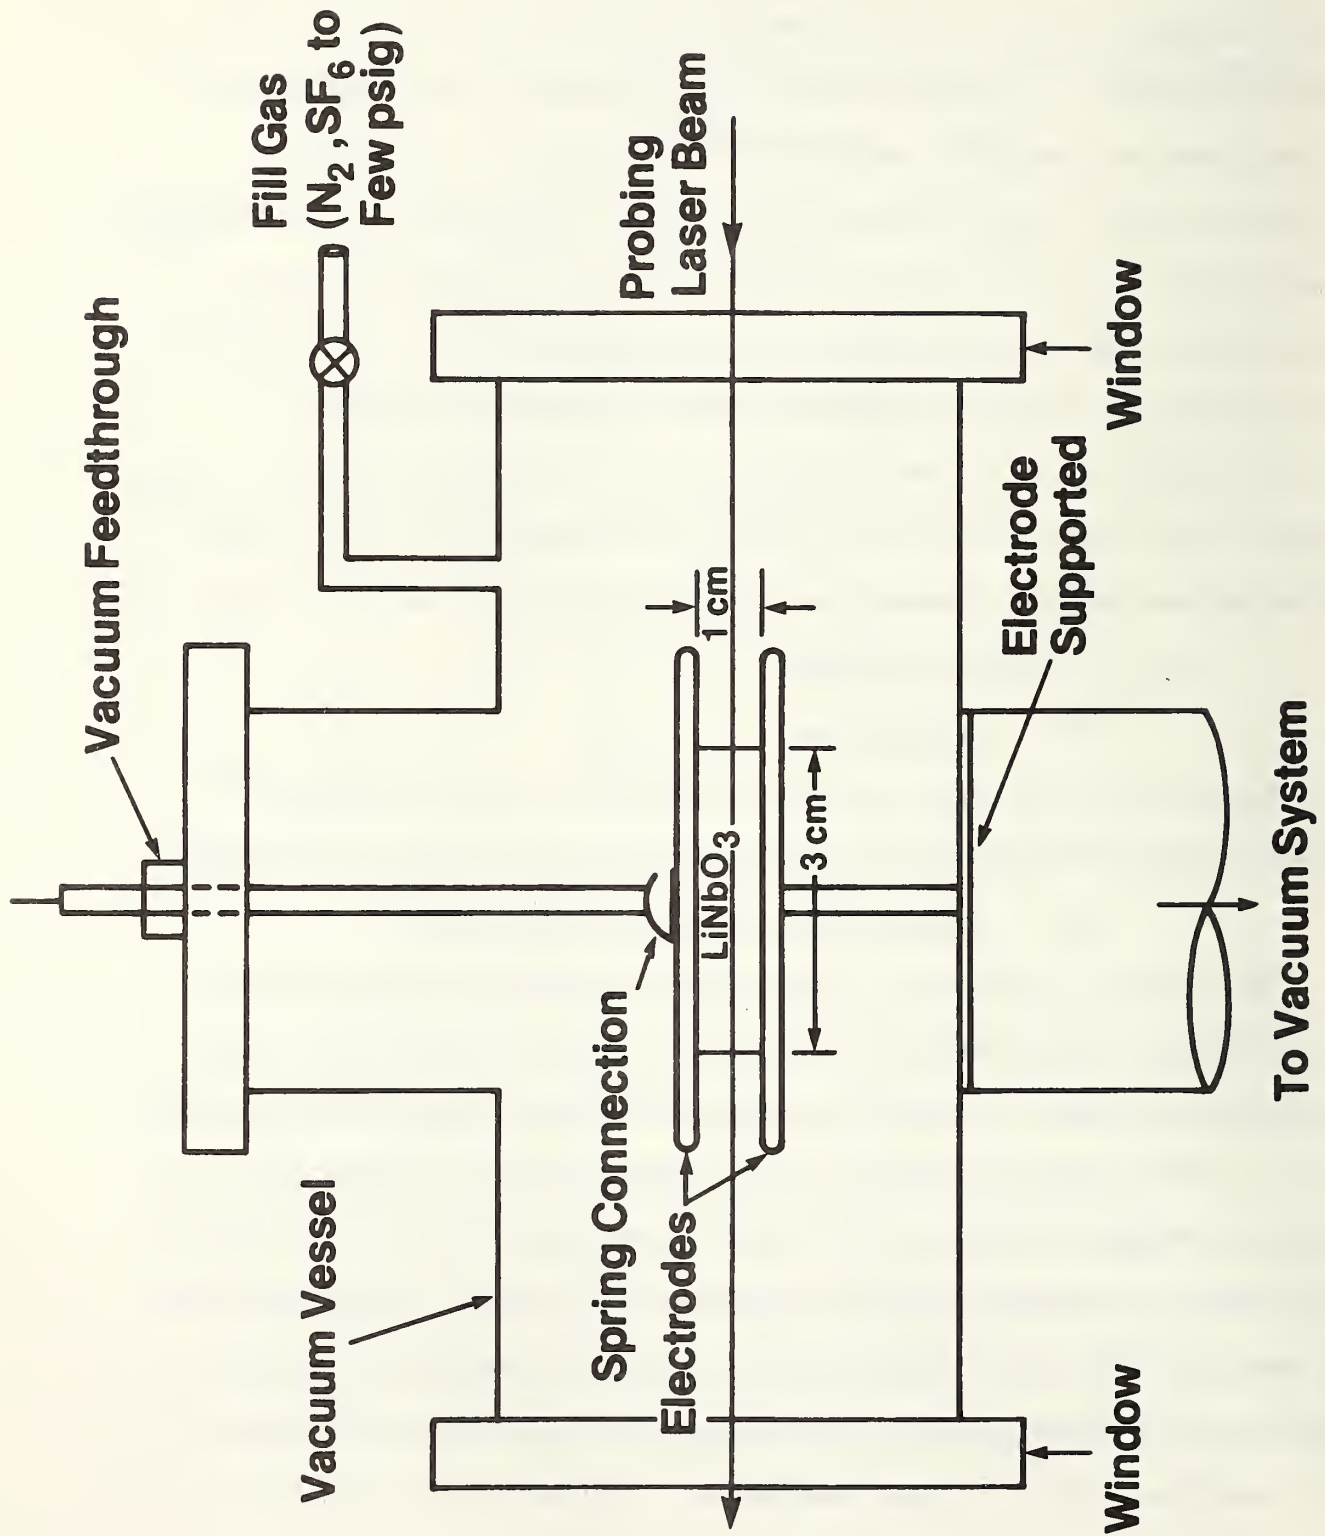 Vacuum Feedthrough
Fill Gas
(N₂, SF₆ to
Few psig)
Vacuum Vessel
Probing
Laser Beam
Spring Connection
Electrodes
LiNbO₃
1 cm
3 cm
Electrode
Supported
Window
Window
To Vacuum System